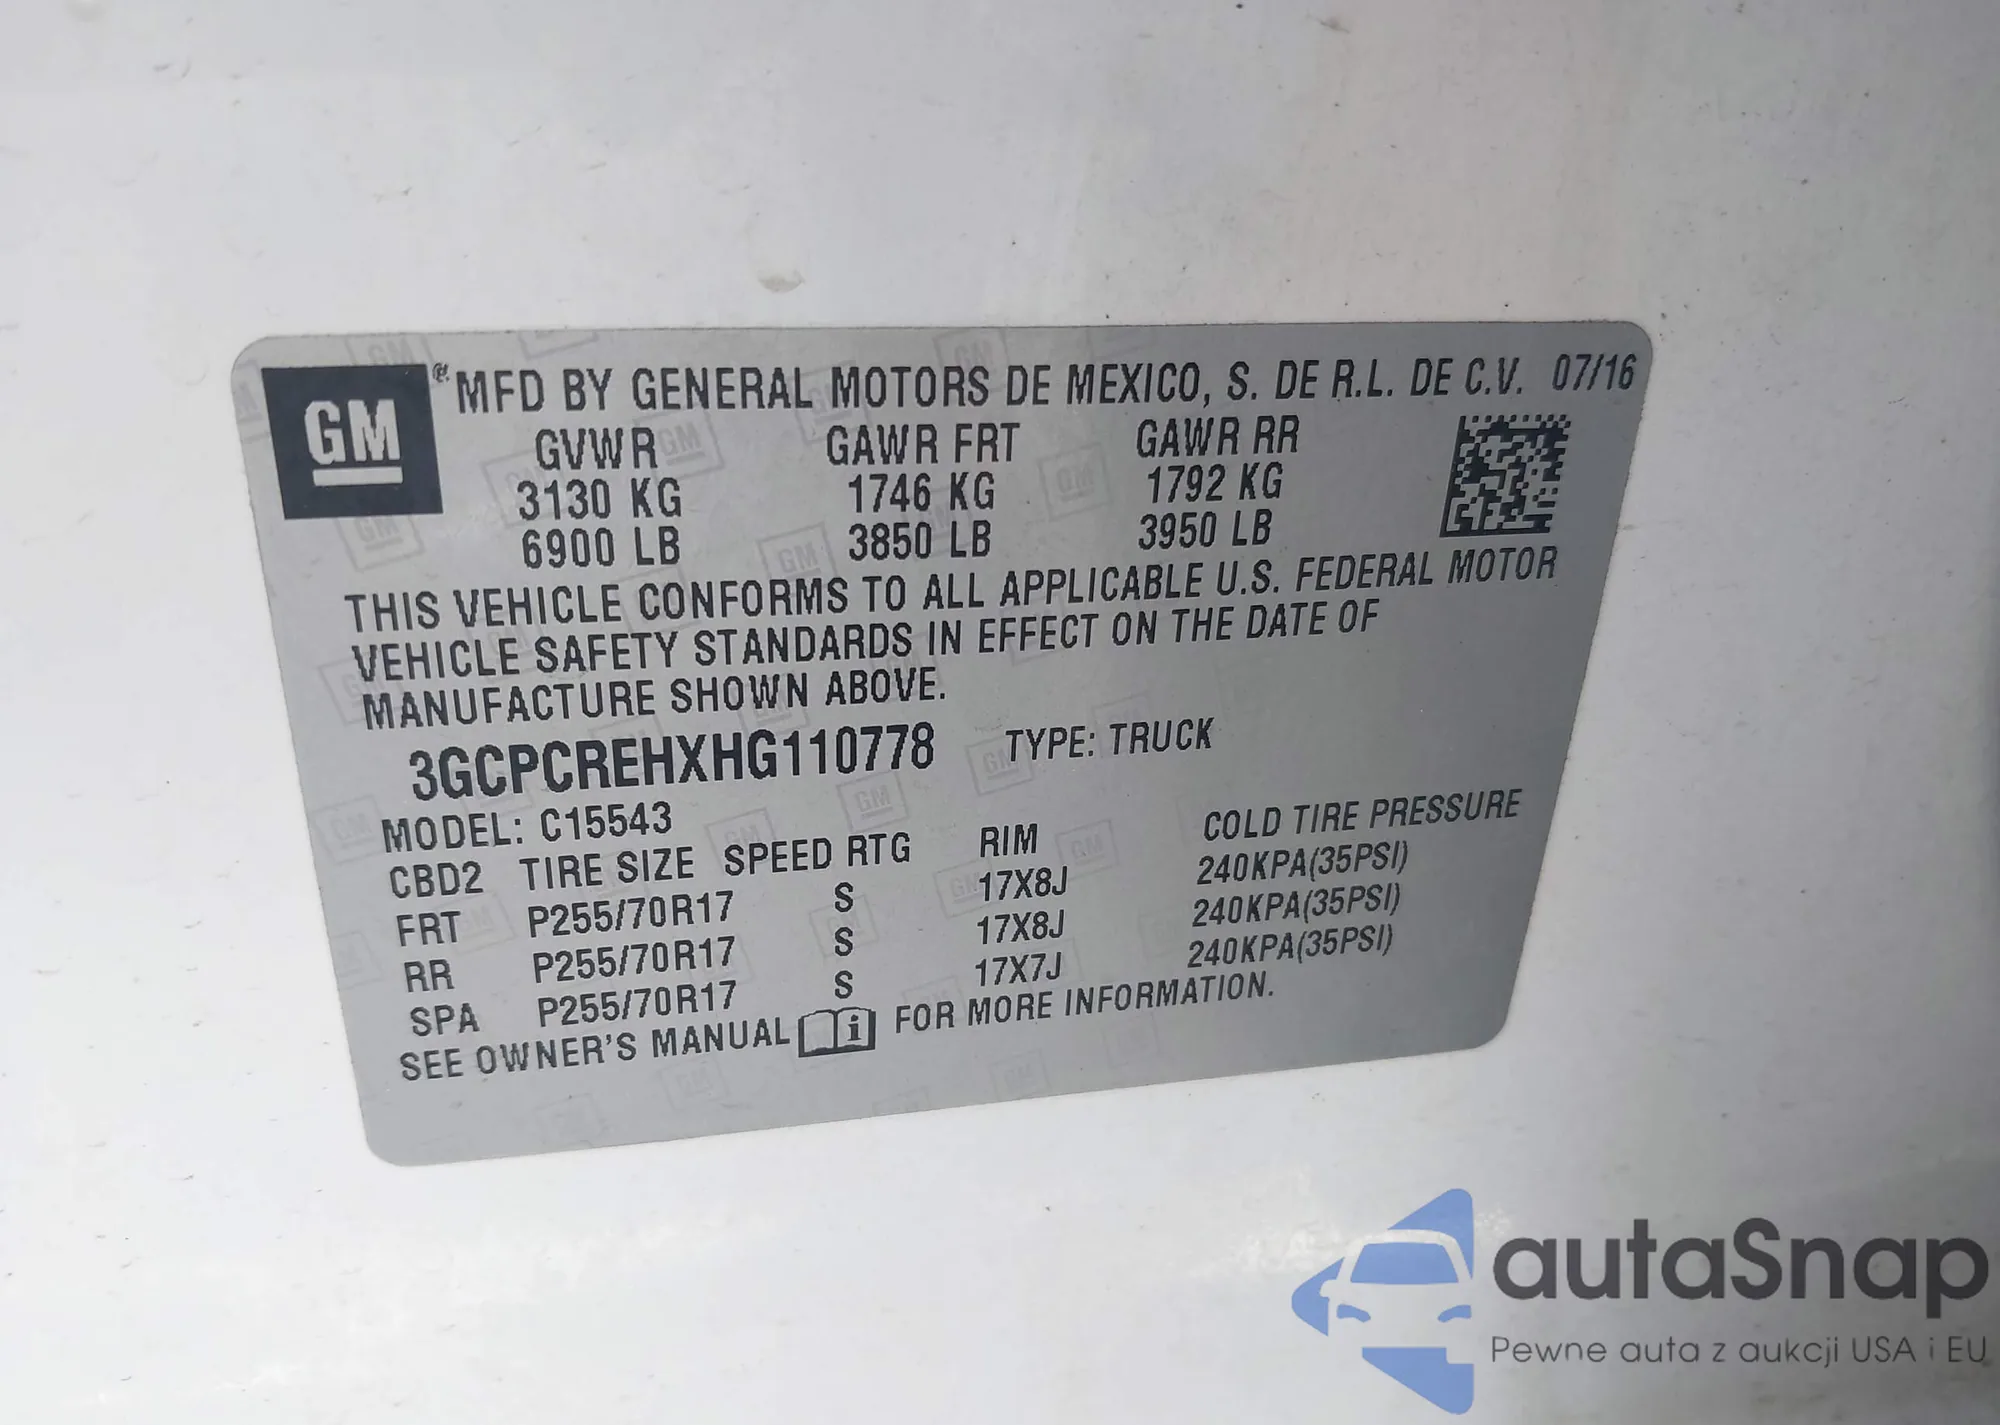 GM ® MFD BY GENERAL MOTORS DE MEXICO, S. DE R.L. DE C.V. 07/16
GVWR GAWR FRT GAWR RR
3130 KG 1746 KG 1792 KG
6900 LB 3850 LB 3950 LB
THIS VEHICLE CONFORMS TO ALL APPLICABLE U.S. FEDERAL MOTOR
VEHICLE SAFETY STANDARDS IN EFFECT ON THE DATE OF
MANUFACTURE SHOWN ABOVE.
3GCPCREHXHG110778 TYPE: TRUCK
MODEL: C15543
CBD2 TIRE SIZE SPEED RTG RIM COLD TIRE PRESSURE
FRT P255/70R17 S 17X8J 240KPA(35PSI)
RR P255/70R17 S 17X8J 240KPA(35PSI)
SPA P255/70R17 S 17X7J 240KPA(35PSI)
SEE OWNER'S MANUAL i FOR MORE INFORMATION.
autaSnap
Pewne auta z aukcji USA i EU